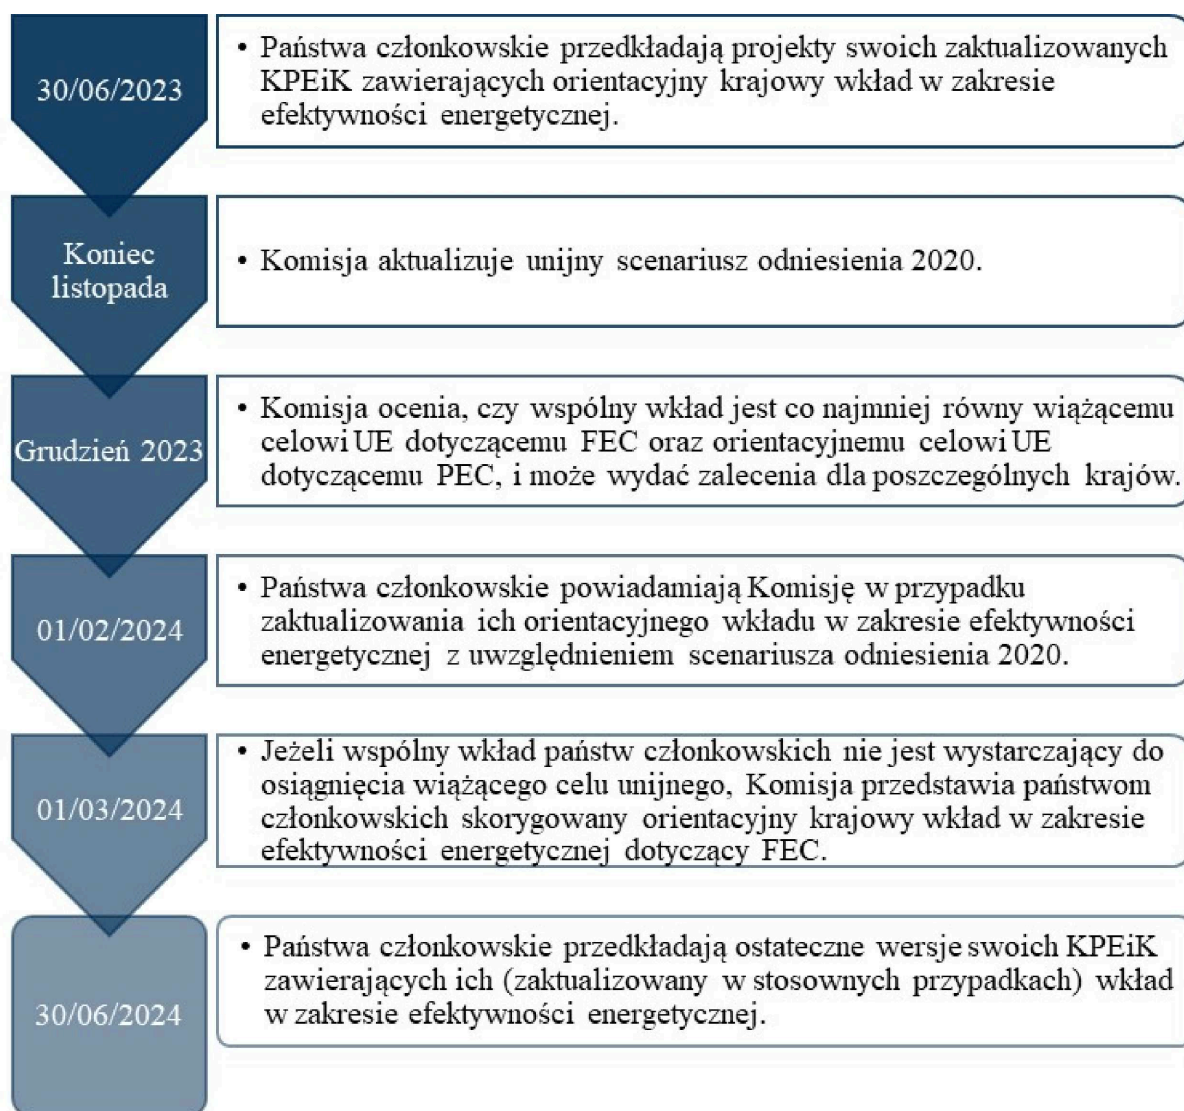 30/06/2023
• Państwa członkowskie przedkładają projekty swoich zaktualizowanych
KPEiK zawierających orientacyjny krajowy wkład w zakresie
efektywności energetycznej.
Koniec
listopada
• Komisja aktualizuje unijny scenariusz odniesienia 2020.
Grudzień 2023
• Komisja ocenia, czy wspólny wkład jest co najmniej równy wiążącemu
celowi UE dotyczącemu FEC oraz orientacyjnemu celowi UE
dotyczącemu PEC, i może wydać zalecenia dla poszczególnych krajów.
01/02/2024
• Państwa członkowskie powiadamiają Komisję w przypadku
zaktualizowania ich orientacyjnego wkładu w zakresie efektywności
energetycznej z uwzględnieniem scenariusza odniesienia 2020.
01/03/2024
• Jeżeli wspólny wkład państw członkowskich nie jest wystarczający do
osiągnięcia wiążącego celu unijnego, Komisja przedstawia państwom
członkowskich skorygowany orientacyjny krajowy wkład w zakresie
efektywności energetycznej dotyczący FEC.
30/06/2024
• Państwa członkowskie przedkładają ostateczne wersje swoich KPEiK
zawierających ich (zaktualizowany w stosownych przypadkach) wkład
w zakresie efektywności energetycznej.